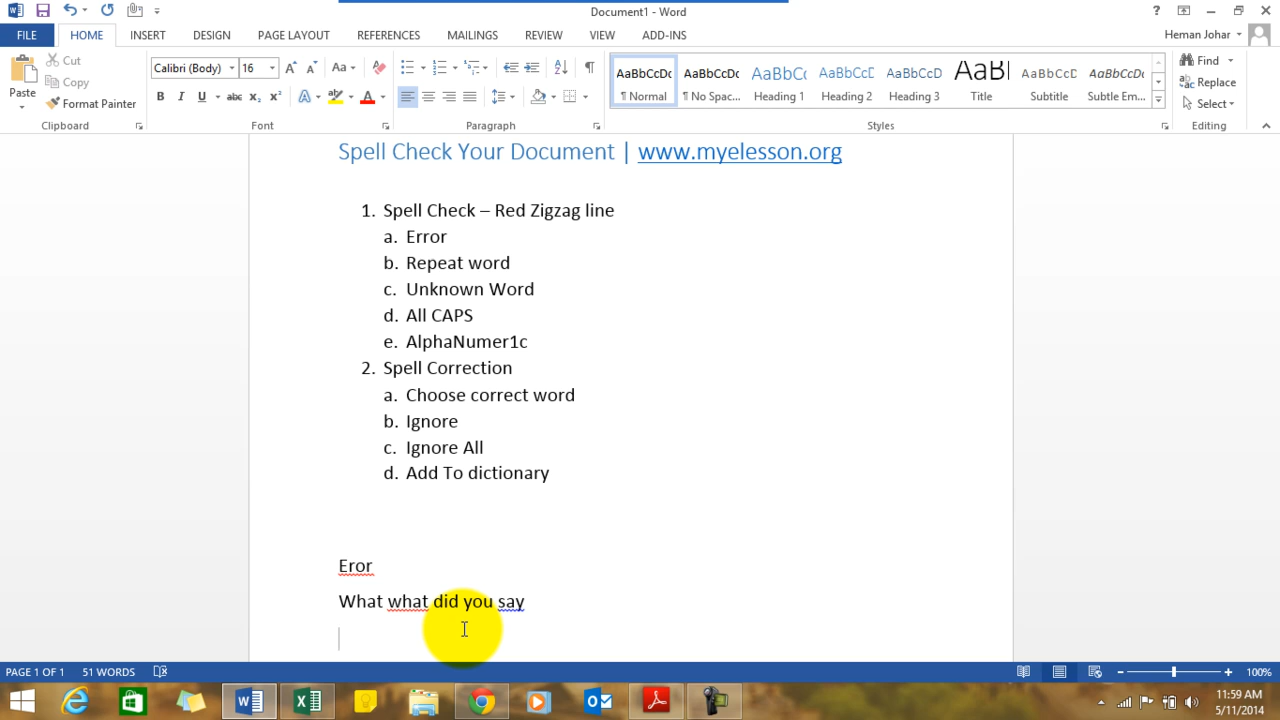 Document1 - Word
Heman Johar
FILE HOME INSERT DESIGN PAGE LAYOUT REFERENCES MAILINGS REVIEW VIEW ADD-INS
Paste
Cut
Copy
Format Painter
Clipboard
Calibri (Body) 16
Aa
B I U abc x₂ x²
A A
Font
Paragraph
AaBbCcDc AaBbCcDc AaBbCc AaBbCcD AaBbCcD AaBI AaBbCcD AaBbCcDc
¶ Normal ¶ No Spac... Heading 1 Heading 2 Heading 3 Title Subtitle Subtle Em...
Styles
Find
Replace
Select
Editing
Spell Check Your Document | www.myelesson.org
1. Spell Check – Red Zigzag line
a. Error
b. Repeat word
c. Unknown Word
d. All CAPS
e. AlphaNumer1c
2. Spell Correction
a. Choose correct word
b. Ignore
c. Ignore All
d. Add To dictionary
Eror
What what did you say
PAGE 1 OF 1 51 WORDS
100%
11:59 AM
5/11/2014